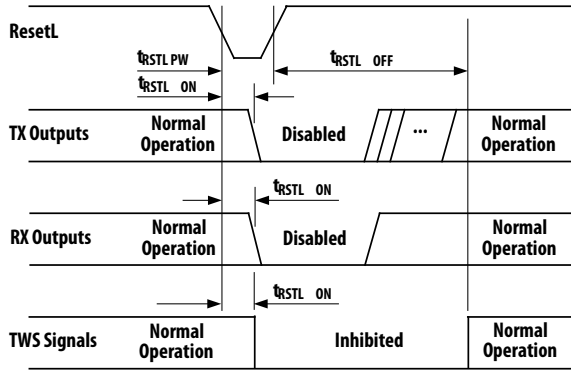 ResetL
tRSTL PW
tRSTL OFF
tRSTL ON
TX Outputs
Normal
Operation
Disabled
...
Normal
Operation
tRSTL ON
RX Outputs
Normal
Operation
Disabled
Normal
Operation
tRSTL ON
TWS Signals
Normal
Operation
Inhibited
Normal
Operation